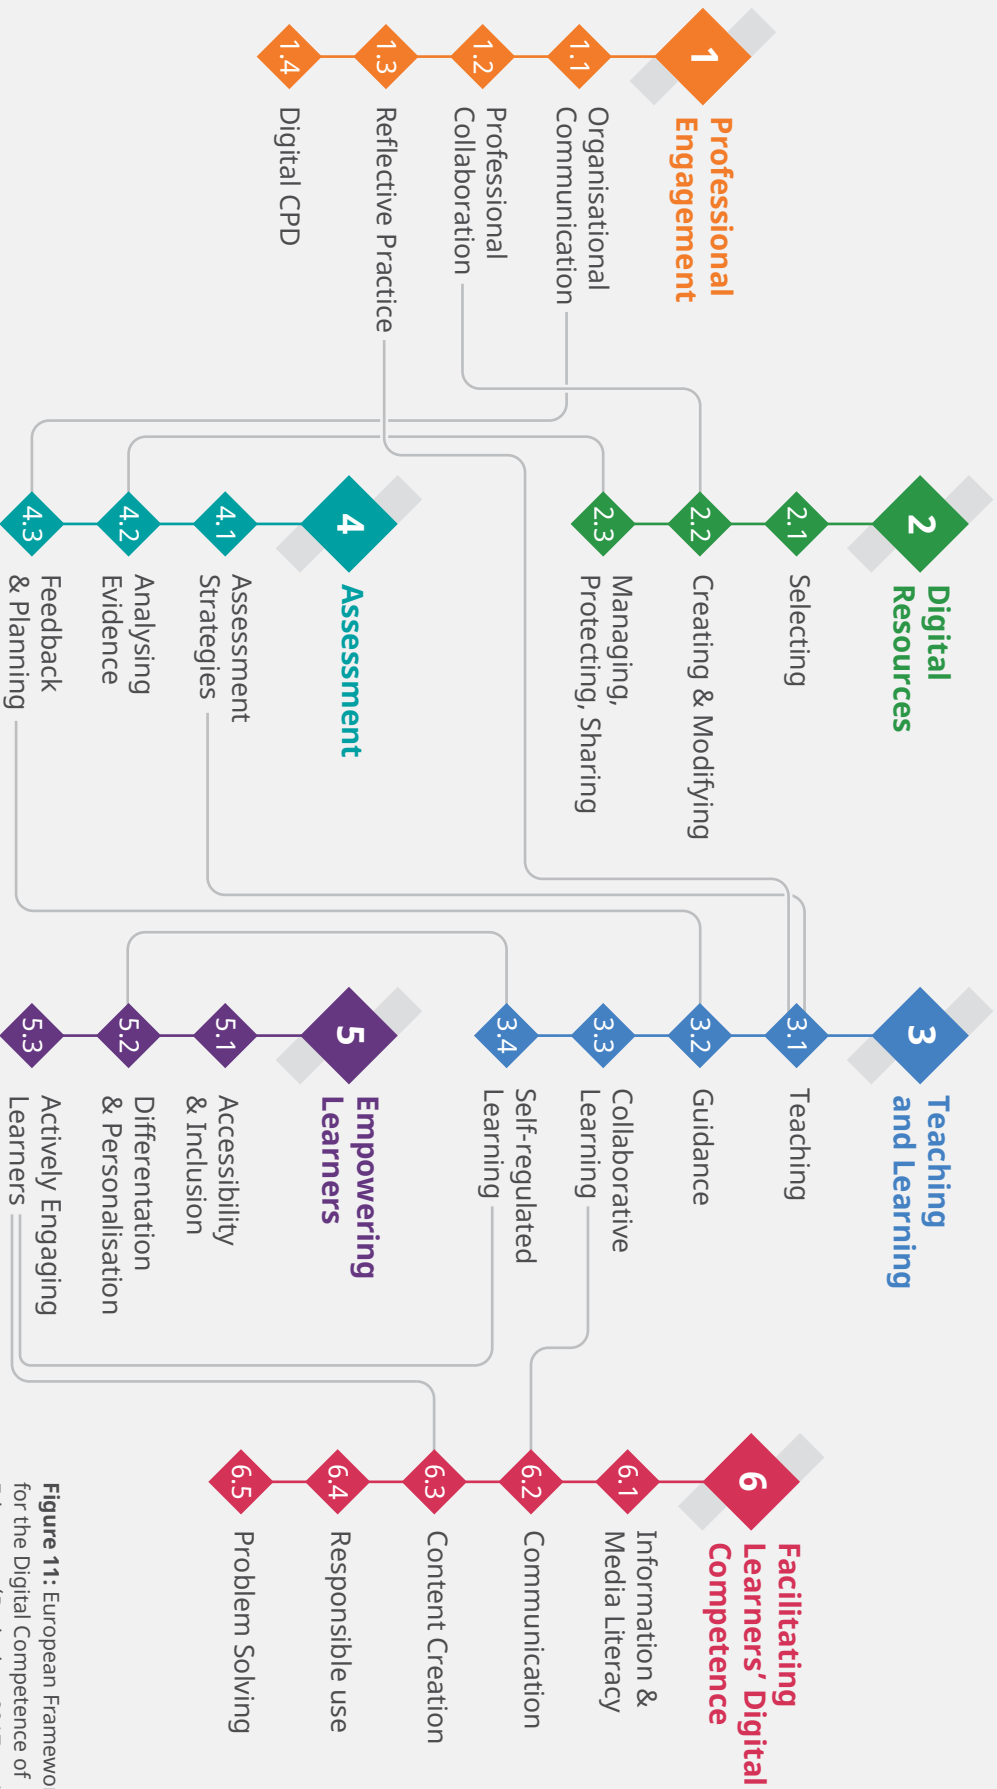 1
Professional
Engagement
1.1
Organisational
Communication
1.2
Professional
Collaboration
1.3
Reflective Practice
1.4
Digital CPD
2
Digital
Resources
2.1
Selecting
2.2
Creating & Modifying
2.3
Managing,
Protecting, Sharing
3
Teaching
and Learning
3.1
Teaching
3.2
Guidance
3.3
Collaborative
Learning
3.4
Self-regulated
Learning
4
Assessment
4.1
Assessment
Strategies
4.2
Analysing
Evidence
4.3
Feedback
& Planning
5
Empowering
Learners
5.1
Accessibility
& Inclusion
5.2
Differentation
& Personalisation
5.3
Actively Engaging
Learners
6
Facilitating
Learners’ Digital
Competence
6.1
Information &
Media Literacy
6.2
Communication
6.3
Content Creation
6.4
Responsible use
6.5
Problem Solving
Figure 11: European Framewo
for the Digital Competence of